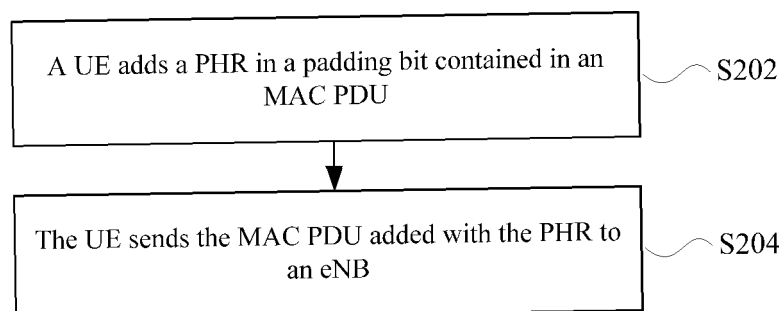 A UE adds a PHR in a padding bit contained in an
MAC PDU
S202
The UE sends the MAC PDU added with the PHR to
an eNB
S204